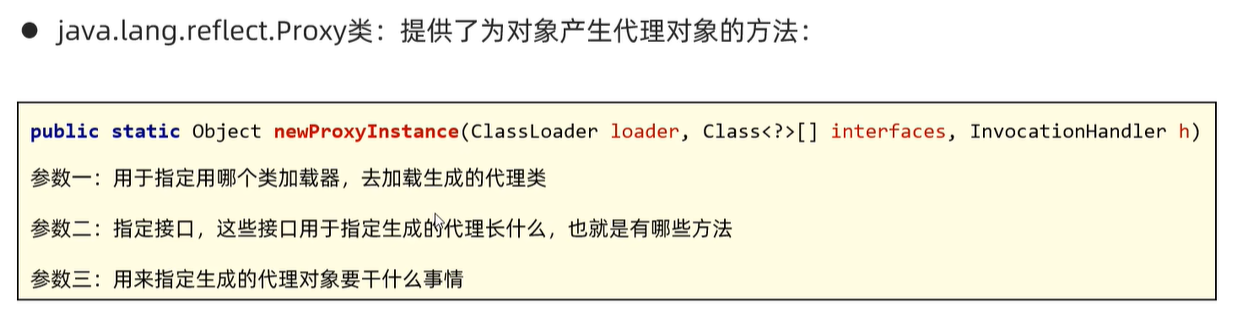 ● java.lang.reflect.Proxy类：提供了为对象产生代理对象的方法：
public static Object newProxyInstance(ClassLoader loader, Class<?>[] interfaces, InvocationHandler h)
参数一：用于指定用哪个类加载器，去加载生成的代理类
参数二：指定接口，这些接口用于指定生成的代理长什么，也就是有哪些方法
参数三：用来指定生成的代理对象要干什么事情